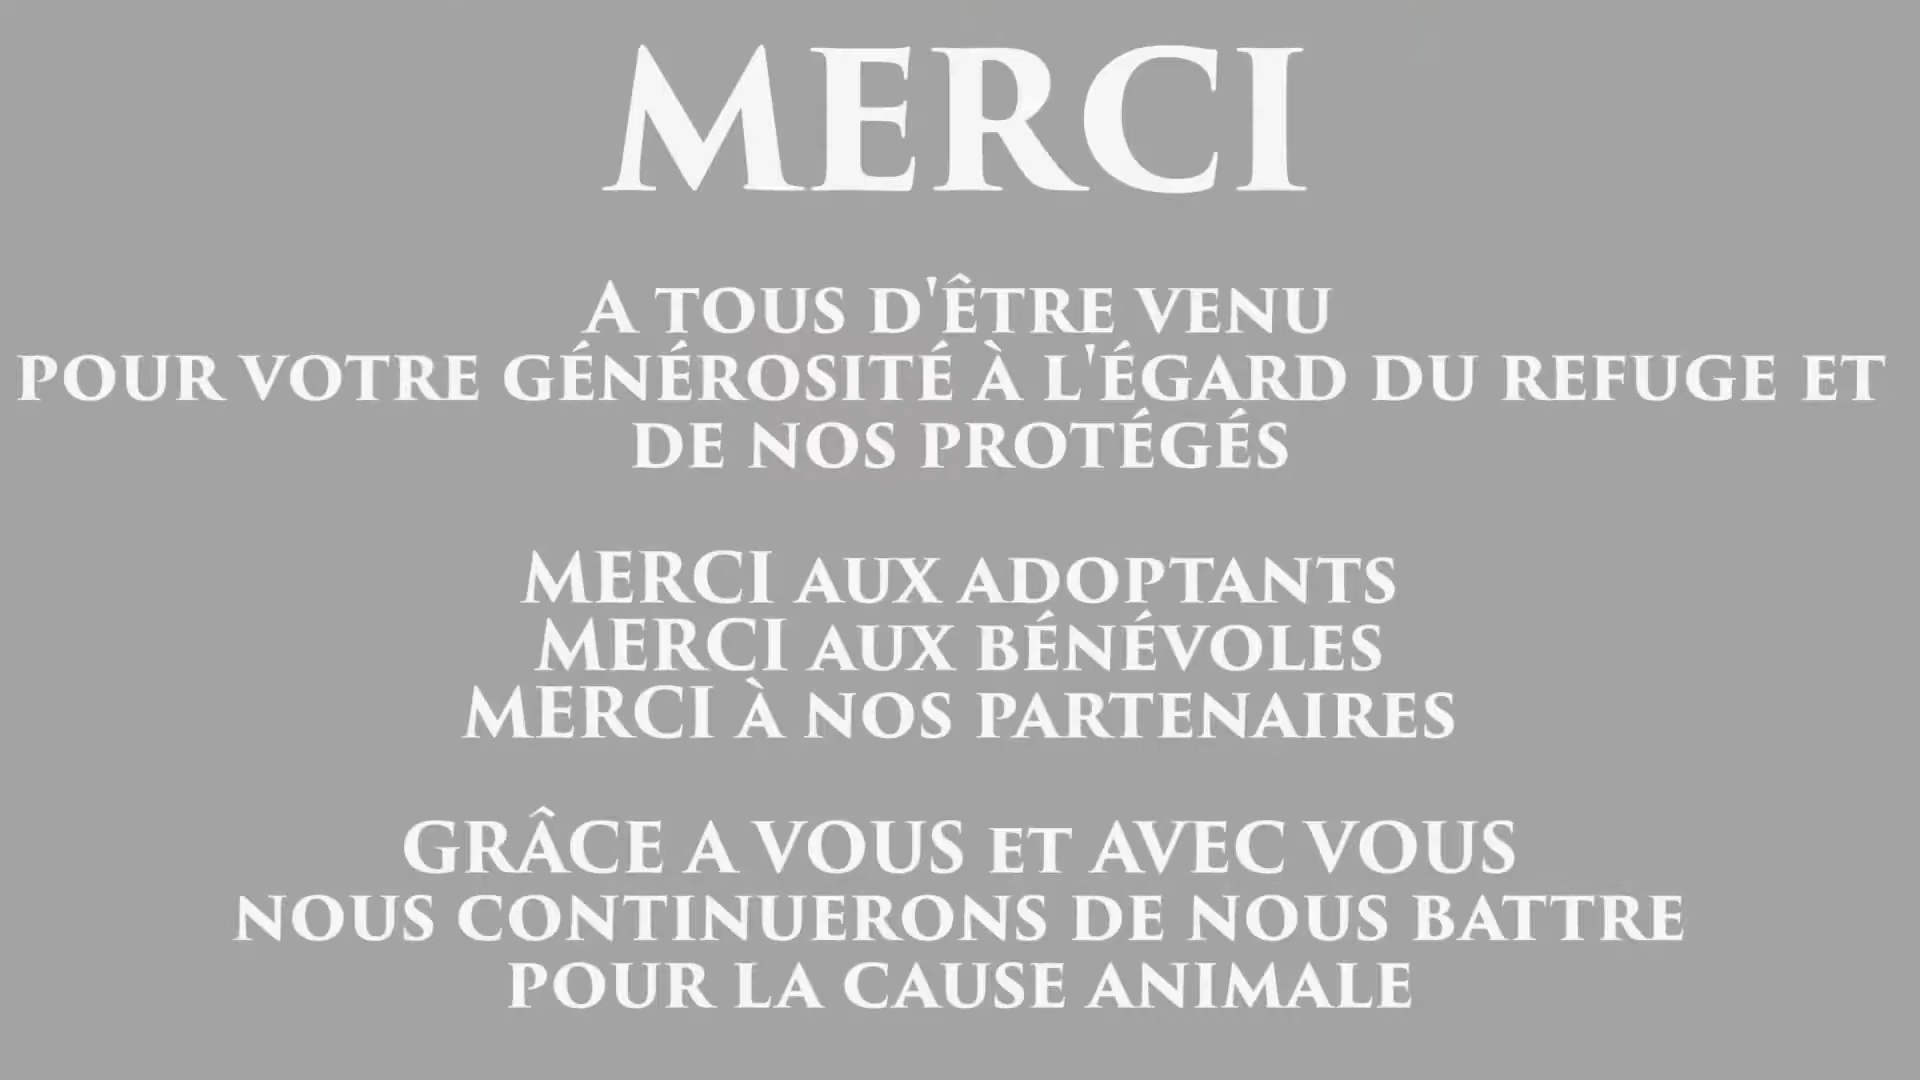 MERCI
A TOUS D'ÊTRE VENU
POUR VOTRE GÉNÉROSITÉ À L'ÉGARD DU REFUGE ET
DE NOS PROTÉGÉS
MERCI AUX ADOPTANTS
MERCI AUX BÉNÉVOLES
MERCI À NOS PARTENAIRES
GRÂCE A VOUS ET AVEC VOUS
NOUS CONTINUERONS DE NOUS BATTRE
POUR LA CAUSE ANIMALE